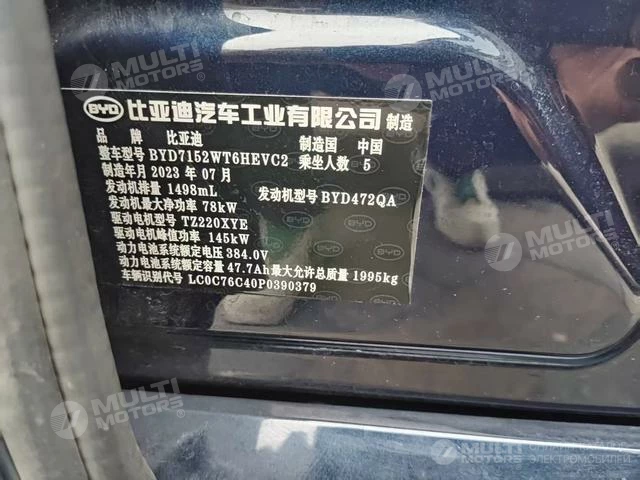 MULTI MOTORS
MULTI MOTORS
MULTI MOTORS
BYD 比亚迪汽车工业有限公司 制造
品 牌 比亚迪 制造国 中国
整车型号 BYD7152WT6HEVC2 乘坐人数 5
制造年月 2023 年 07 月
发动机排量 1498mL 发动机型号 BYD472QA
发动机最大净功率 78kW
驱动电机型号 TZ220XYE
驱动电机峰值功率 145kW
动力电池系统额定电压 384.0V
动力电池系统额定容量 47.7Ah 最大允许总质量 1995kg
车辆识别代号 LC0C76C40P0390379
MULTI MOTORS
MULTI MOTORS
MULTI MOTORS
MULTI
ЭЛЕКТРОМОБИЛЕЙ